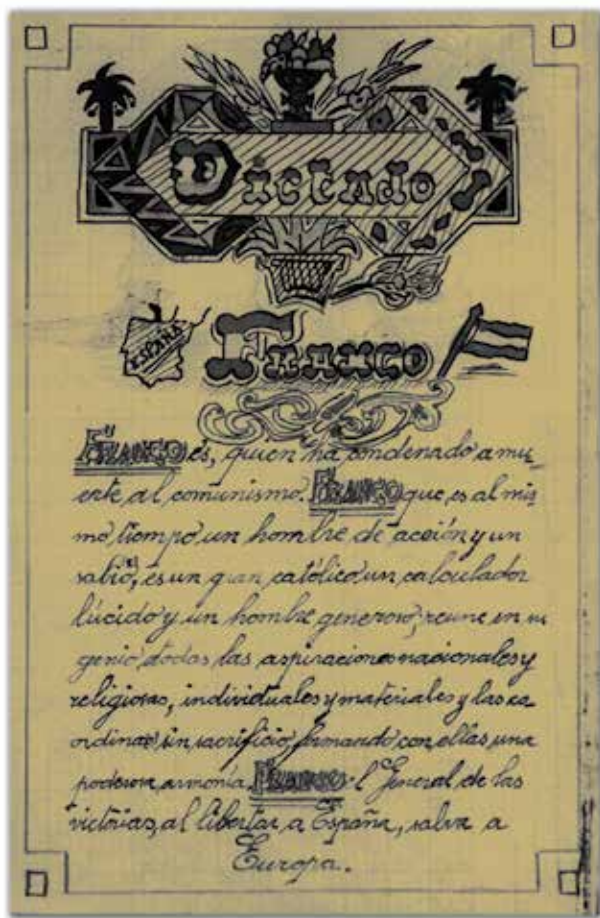 Dictado
ESPAÑA
FRANCO
FRANCO es, quien ha condenado a mu_
erte al comunismo. FRANCO que, es al mis_
mo tiempo un hombre de acción y un
sabio, es un gran católico un calculador
lúcido y un hombre generoso, reune en su
genio todas las aspiraciones nacionales y
religiosas, individuales y materiales y las co
ordina sin sacrificio, formando con ellas una
poderosa armonía. FRANCO el General de las
victorias, al libertar a España, salva a
Europa.